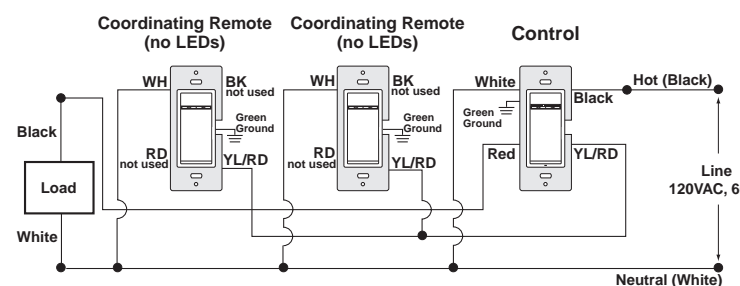 Coordinating Remote
(no LEDs)
Coordinating Remote
(no LEDs)
Control
WH
BK
not used
Green
Ground
RD
not used
YL/RD
WH
BK
not used
Green
Ground
RD
not used
YL/RD
White
Green
Ground
Black
Red
YL/RD
Hot (Black)
Black
Load
White
Line
120VAC, 6
Neutral (White)